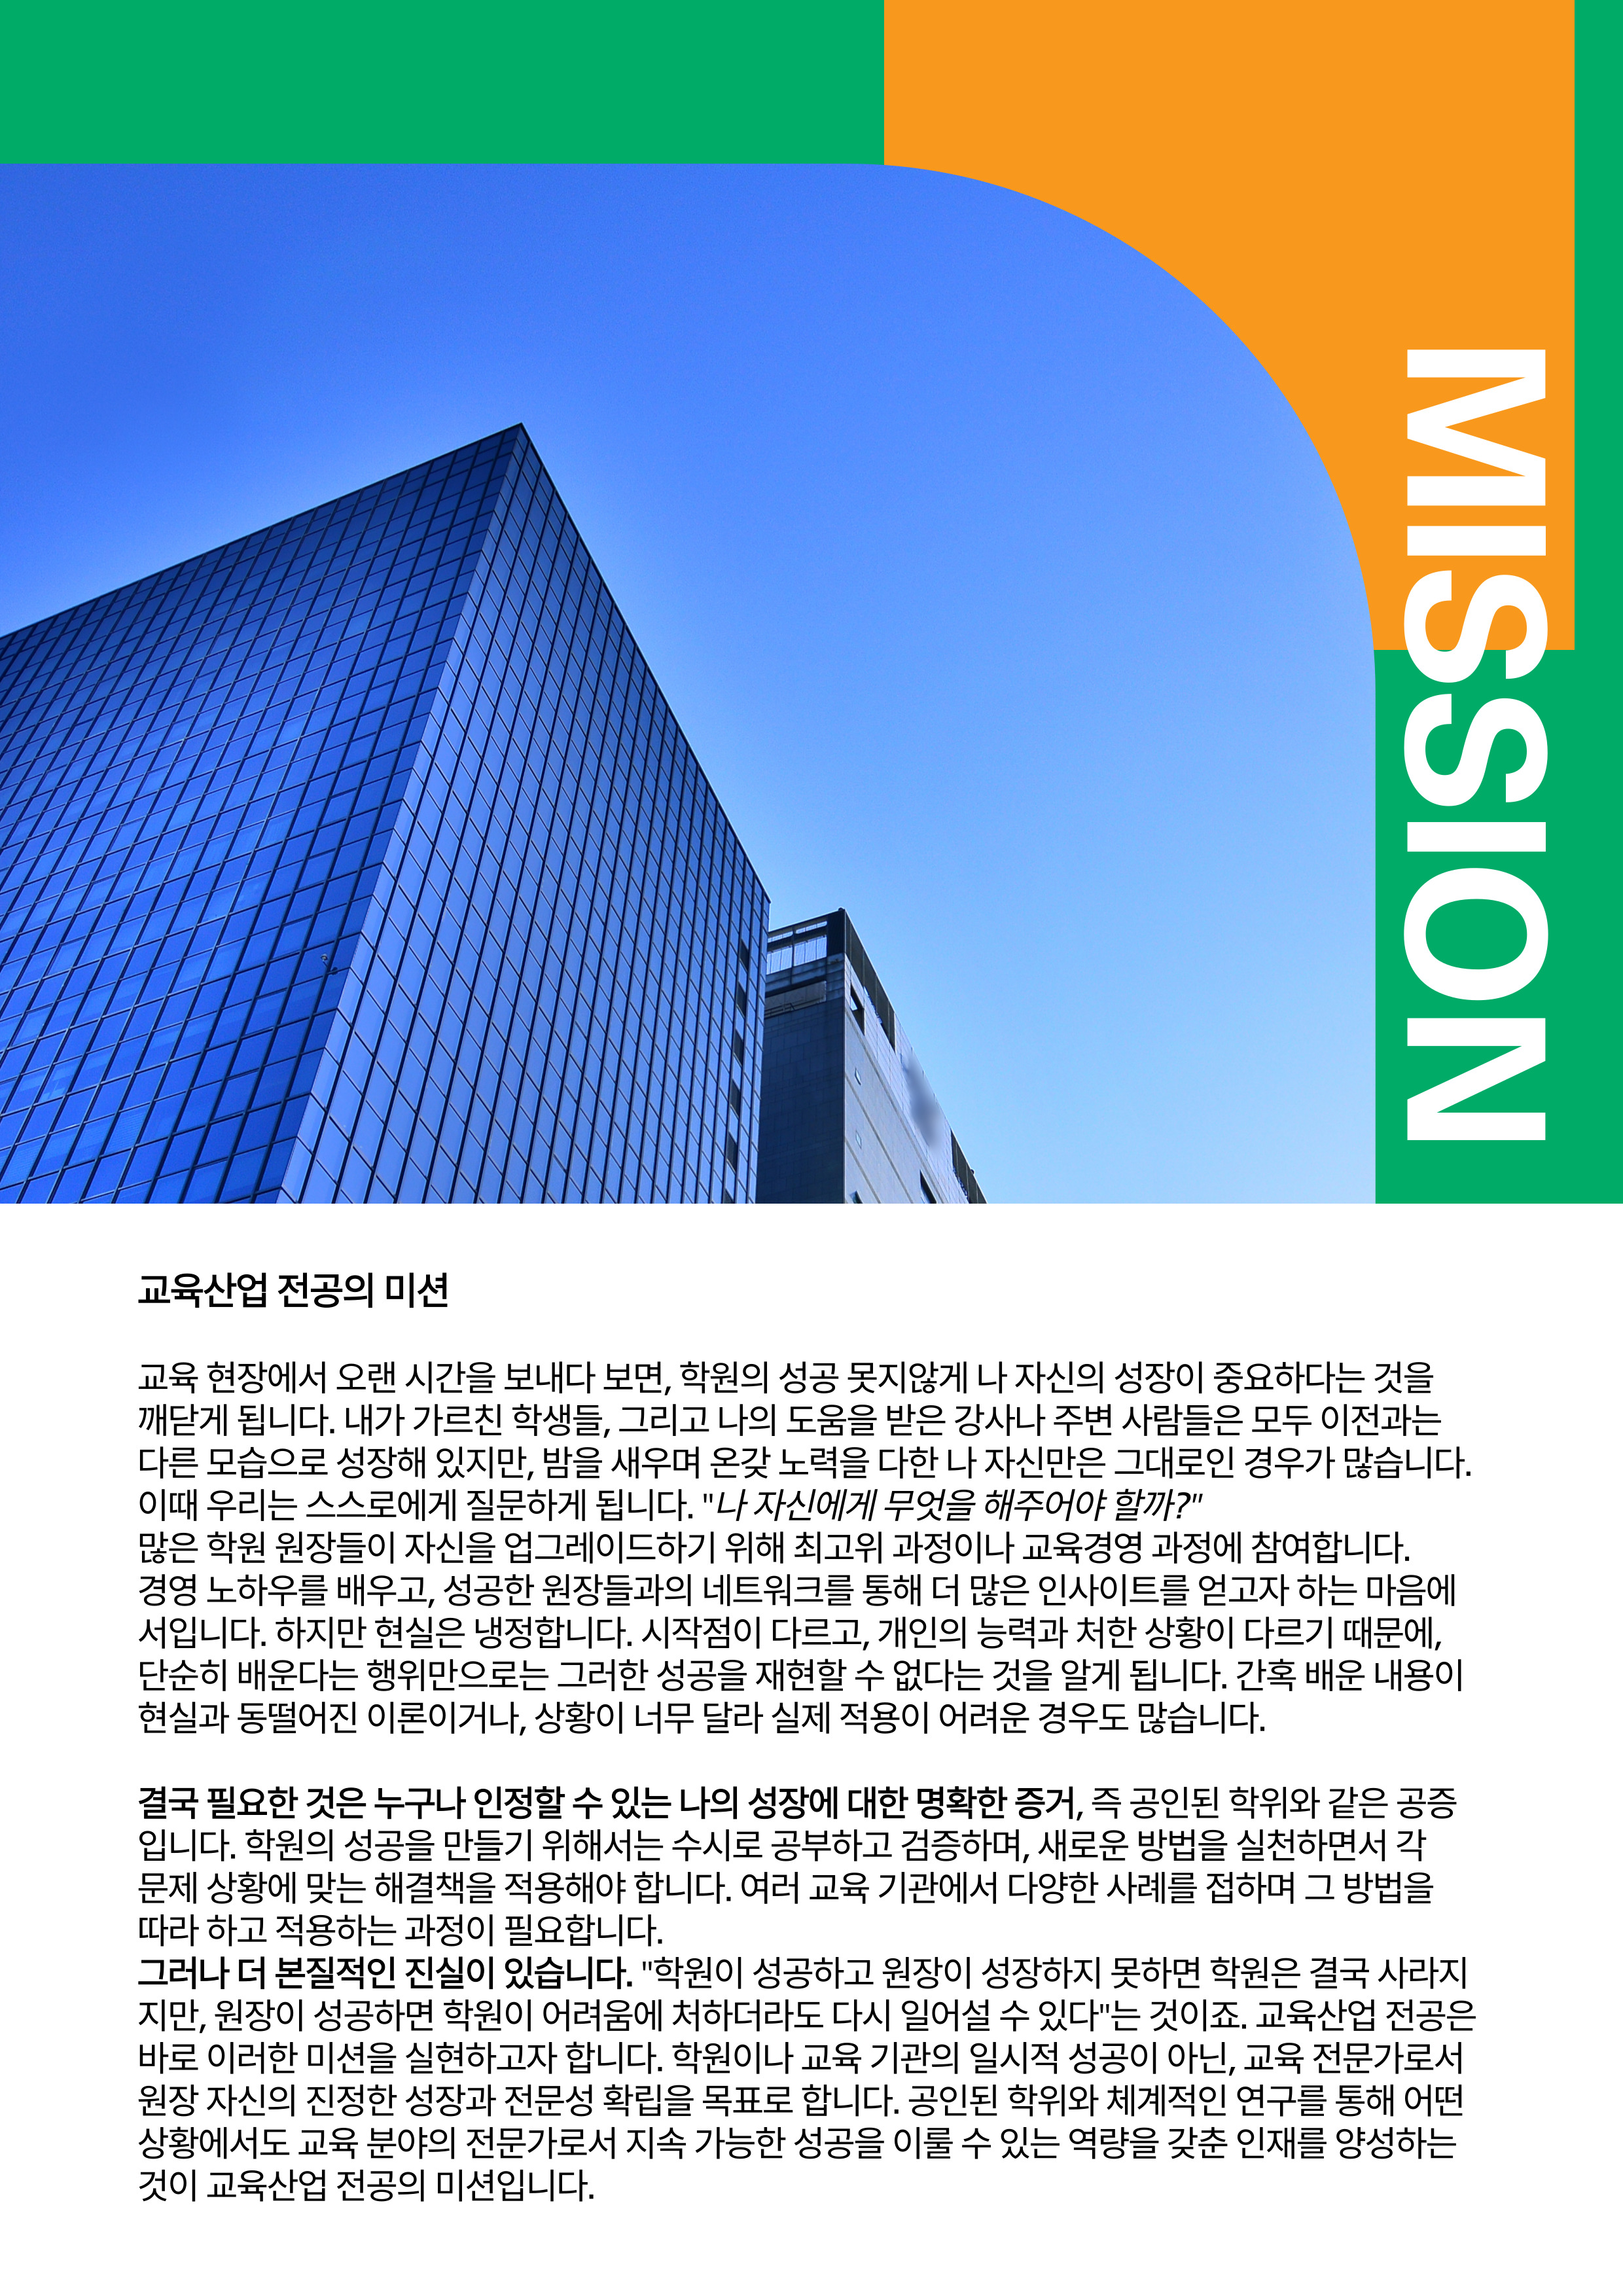 MISSION
교육산업 전공의 미션
교육 현장에서 오랜 시간을 보내다 보면, 학원의 성공 못지않게 나 자신의 성장이 중요하다는 것을
깨닫게 됩니다. 내가 가르친 학생들, 그리고 나의 도움을 받은 강사나 주변 사람들은 모두 이전과는
다른 모습으로 성장해 있지만, 밤을 새우며 온갖 노력을 다한 나 자신만은 그대로인 경우가 많습니다.
이때 우리는 스스로에게 질문하게 됩니다. "나 자신에게 무엇을 해주어야 할까?"
많은 학원 원장들이 자신을 업그레이드하기 위해 최고위 과정이나 교육경영 과정에 참여합니다.
경영 노하우를 배우고, 성공한 원장들과의 네트워크를 통해 더 많은 인사이트를 얻고자 하는 마음에
서입니다. 하지만 현실은 냉정합니다. 시작점이 다르고, 개인의 능력과 처한 상황이 다르기 때문에,
단순히 배운다는 행위만으로는 그러한 성공을 재현할 수 없다는 것을 알게 됩니다. 간혹 배운 내용이
현실과 동떨어진 이론이거나, 상황이 너무 달라 실제 적용이 어려운 경우도 많습니다.
결국 필요한 것은 누구나 인정할 수 있는 나의 성장에 대한 명확한 증거, 즉 공인된 학위와 같은 공증
입니다. 학원의 성공을 만들기 위해서는 수시로 공부하고 검증하며, 새로운 방법을 실천하면서 각
문제 상황에 맞는 해결책을 적용해야 합니다. 여러 교육 기관에서 다양한 사례를 접하며 그 방법을
따라 하고 적용하는 과정이 필요합니다.
그러나 더 본질적인 진실이 있습니다. "학원이 성공하고 원장이 성장하지 못하면 학원은 결국 사라지
지만, 원장이 성공하면 학원이 어려움에 처하더라도 다시 일어설 수 있다"는 것이죠. 교육산업 전공은
바로 이러한 미션을 실현하고자 합니다. 학원이나 교육 기관의 일시적 성공이 아닌, 교육 전문가로서
원장 자신의 진정한 성장과 전문성 확립을 목표로 합니다. 공인된 학위와 체계적인 연구를 통해 어떤
상황에서도 교육 분야의 전문가로서 지속 가능한 성공을 이룰 수 있는 역량을 갖춘 인재를 양성하는
것이 교육산업 전공의 미션입니다.